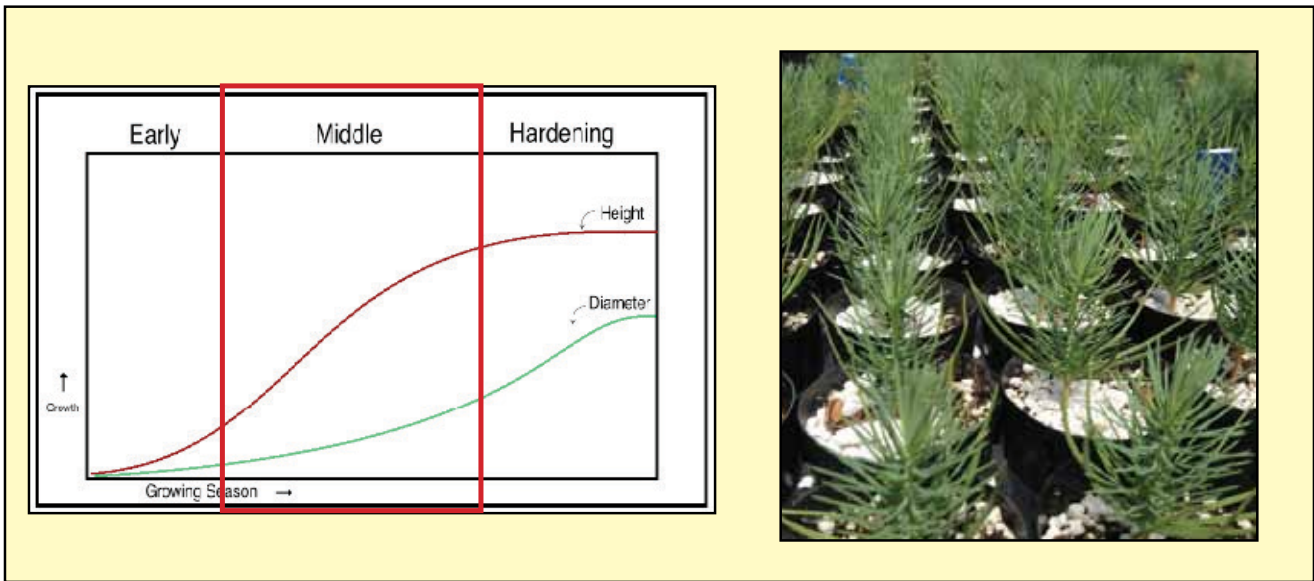 Early Middle Hardening
Height
Diameter
↑
Growth
Growing Season →